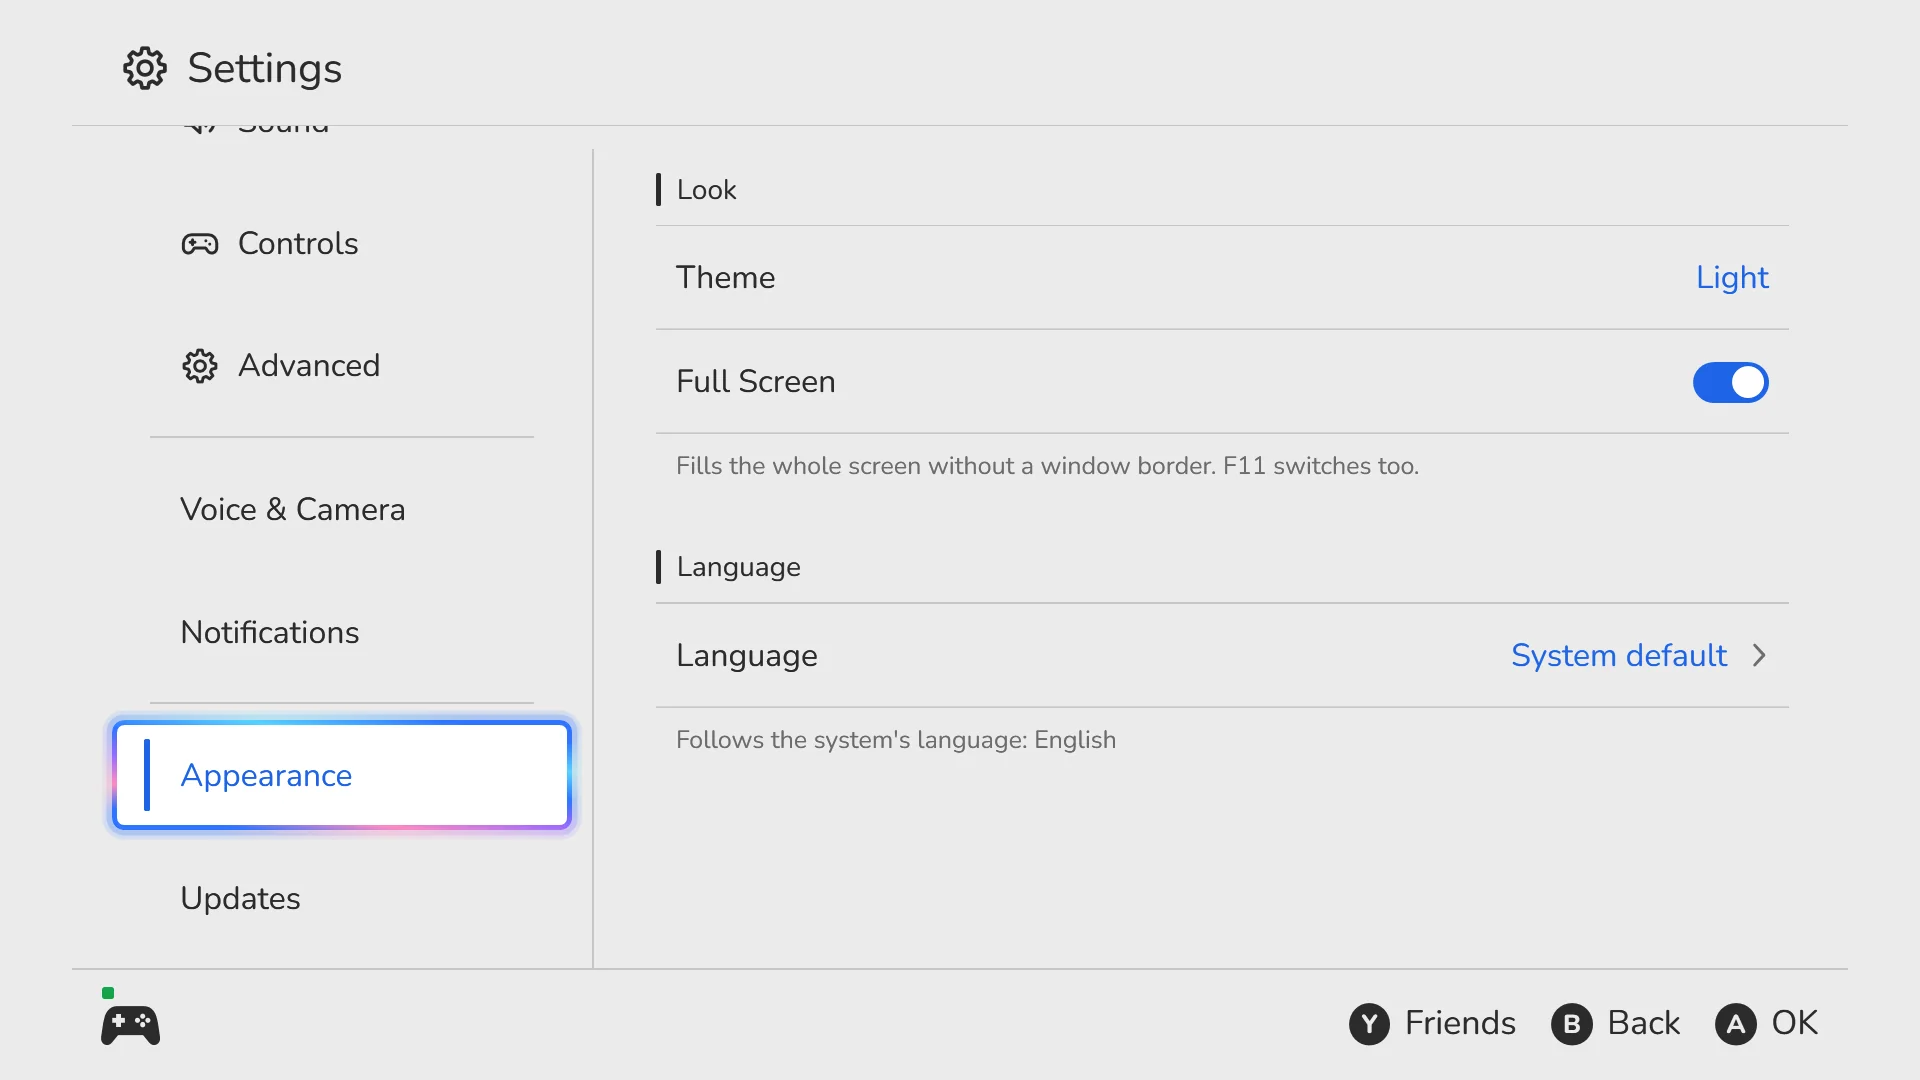 Settings
Sound
Controls
Advanced
Voice & Camera
Notifications
Appearance
Updates
Look
Theme
Light
Full Screen
Fills the whole screen without a window border. F11 switches too.
Language
Language
System default
Follows the system's language: English
Y Friends
B Back
A OK